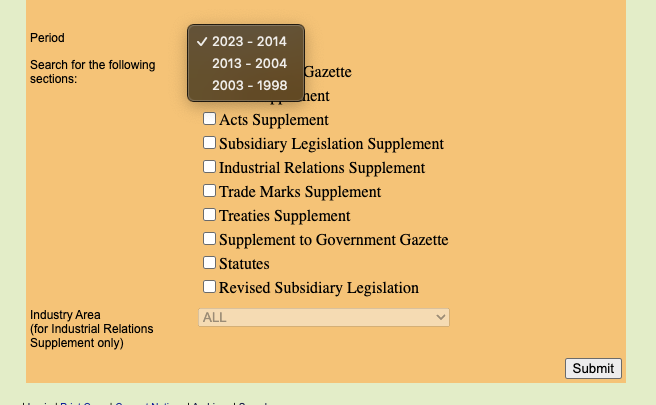 Period
✓ 2023 - 2014
2013 - 2004
2003 - 1998
Search for the following
sections:
Gazette
Acts Supplement
Subsidiary Legislation Supplement
Industrial Relations Supplement
Trade Marks Supplement
Treaties Supplement
Supplement to Government Gazette
Statutes
Revised Subsidiary Legislation
Industry Area
(for Industrial Relations
Supplement only)
ALL
Submit